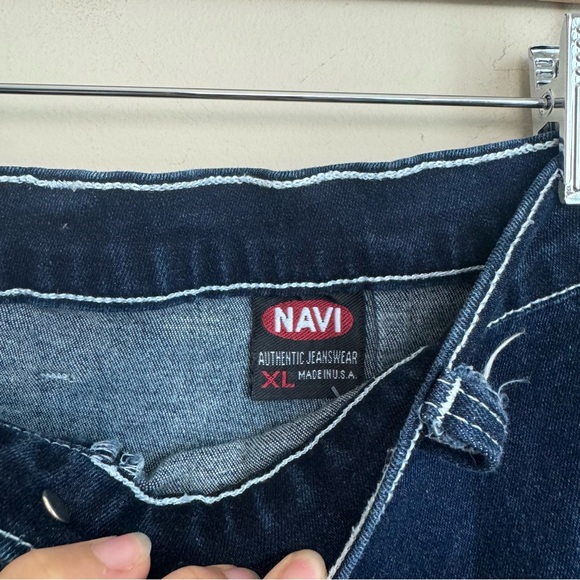 NAVI
AUTHENTIC JEANSWEAR
XL MADE IN U.S.A.